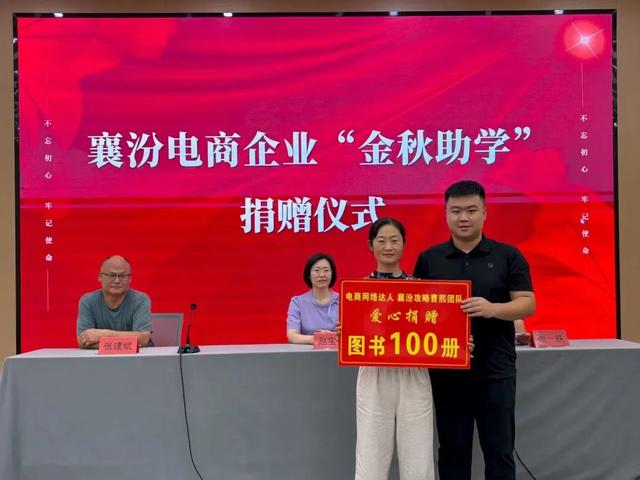 襄汾电商企业“金秋助学”
捐赠仪式
不忘初心 牢记使命
不忘初心 牢记使命
电商网络达人 襄汾攻略曹熙团队
爱心捐赠
图书100册
张建斌